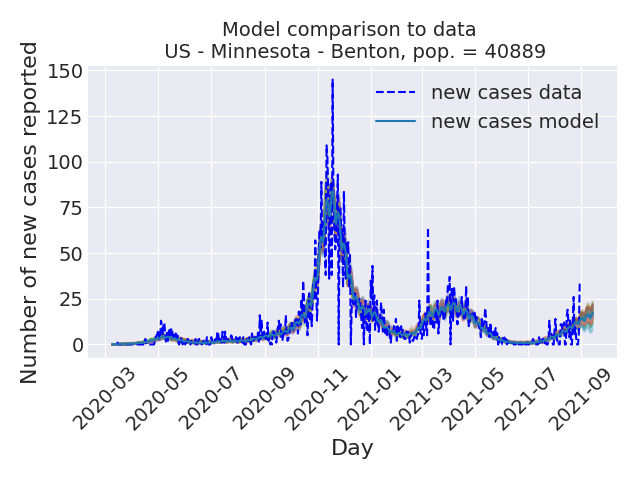 Model comparison to data
US - Minnesota - Benton, pop. = 40889
Number of new cases reported
150
125
100
75
50
25
0
new cases data
new cases model
2020-03
2020-05
2020-07
2020-09
2020-11
2021-01
2021-03
2021-05
2021-07
2021-09
Day